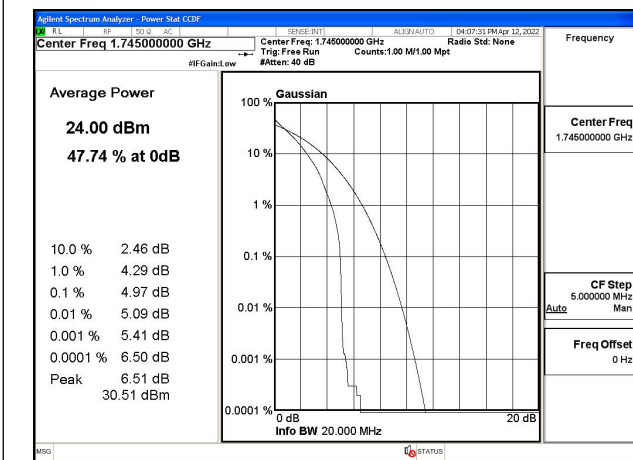 Agilent Spectrum Analyzer - Power Stat CCDF
RL RF 50 Ω AC SENSE:INT ALIGNAUTO 04:07:31 PM Apr 12, 2022
Center Freq 1.745000000 GHz
Center Freq: 1.745000000 GHz Radio Std: None
Trig: Free Run Counts:1.00 M/1.00 Mpt
#IFGain:Low #Atten: 40 dB
Frequency
Average Power
24.00 dBm
47.74 % at 0dB
10.0 % 2.46 dB
1.0 % 4.29 dB
0.1 % 4.97 dB
0.01 % 5.09 dB
0.001 % 5.41 dB
0.0001 % 6.50 dB
Peak 6.51 dB
30.51 dBm
Gaussian
100 %
10 %
1 %
0.1 %
0.01 %
0.001 %
0.0001 %
0 dB 20 dB
Info BW 20.000 MHz
Center Freq
1.745000000 GHz
CF Step
5.000000 MHz
Auto Man
Freq Offset
0 Hz
MSG STATUS